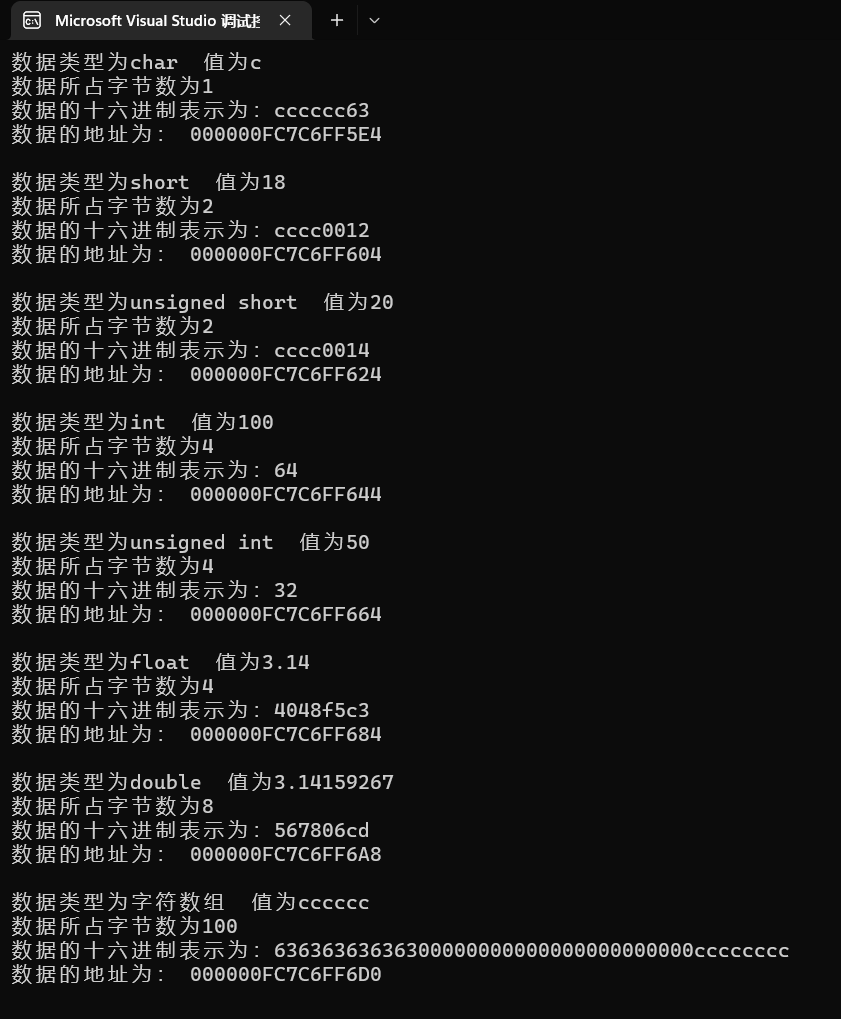 Microsoft Visual Studio 调试
数据类型为char  值为c
数据所占字节数为1
数据的十六进制表示为：cccccc63
数据的地址为： 000000FC7C6FF5E4
数据类型为short  值为18
数据所占字节数为2
数据的十六进制表示为：cccc0012
数据的地址为： 000000FC7C6FF604
数据类型为unsigned short  值为20
数据所占字节数为2
数据的十六进制表示为：cccc0014
数据的地址为： 000000FC7C6FF624
数据类型为int  值为100
数据所占字节数为4
数据的十六进制表示为：64
数据的地址为： 000000FC7C6FF644
数据类型为unsigned int  值为50
数据所占字节数为4
数据的十六进制表示为：32
数据的地址为： 000000FC7C6FF664
数据类型为float  值为3.14
数据所占字节数为4
数据的十六进制表示为：4048f5c3
数据的地址为： 000000FC7C6FF684
数据类型为double  值为3.14159267
数据所占字节数为8
数据的十六进制表示为：567806cd
数据的地址为： 000000FC7C6FF6A8
数据类型为字符数组  值为cccccc
数据所占字节数为100
数据的十六进制表示为：63636363636300000000000000000000000cccccccc
数据的地址为： 000000FC7C6FF6D0